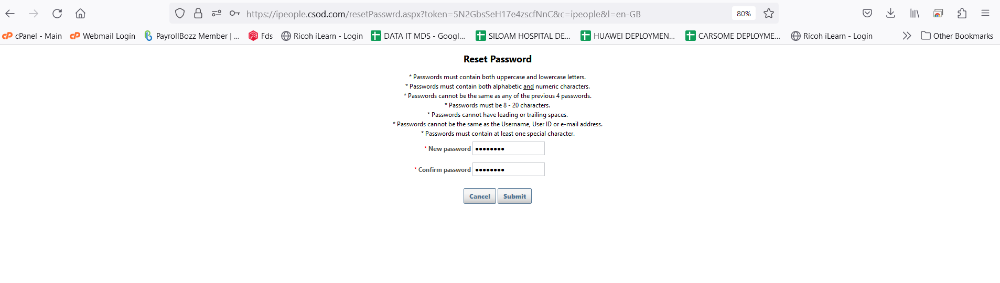 https://ipeople.csod.com/resetPasswrd.aspx?token=5N2GbsSeH17e4zscfNnC&c=ipeople&l=en-GB 80%
cPanel - Main Webmail Login PayrollBozz Member | ... Fds Ricoh iLearn - Login DATA IT MDS - Googl... SILOAM HOSPITAL DE... HUAWEI DEPLOYMEN... CARSOME DEPLOYME... Ricoh iLearn - Login Other Bookmarks
Reset Password
* Passwords must contain both uppercase and lowercase letters.
* Passwords must contain both alphabetic and numeric characters.
* Passwords cannot be the same as any of the previous 4 passwords.
* Passwords must be 8 - 20 characters.
* Passwords cannot have leading or trailing spaces.
* Passwords cannot be the same as the Username, User ID or e-mail address.
* Passwords must contain at least one special character.
* New password ••••••••
* Confirm password ••••••••
Cancel Submit